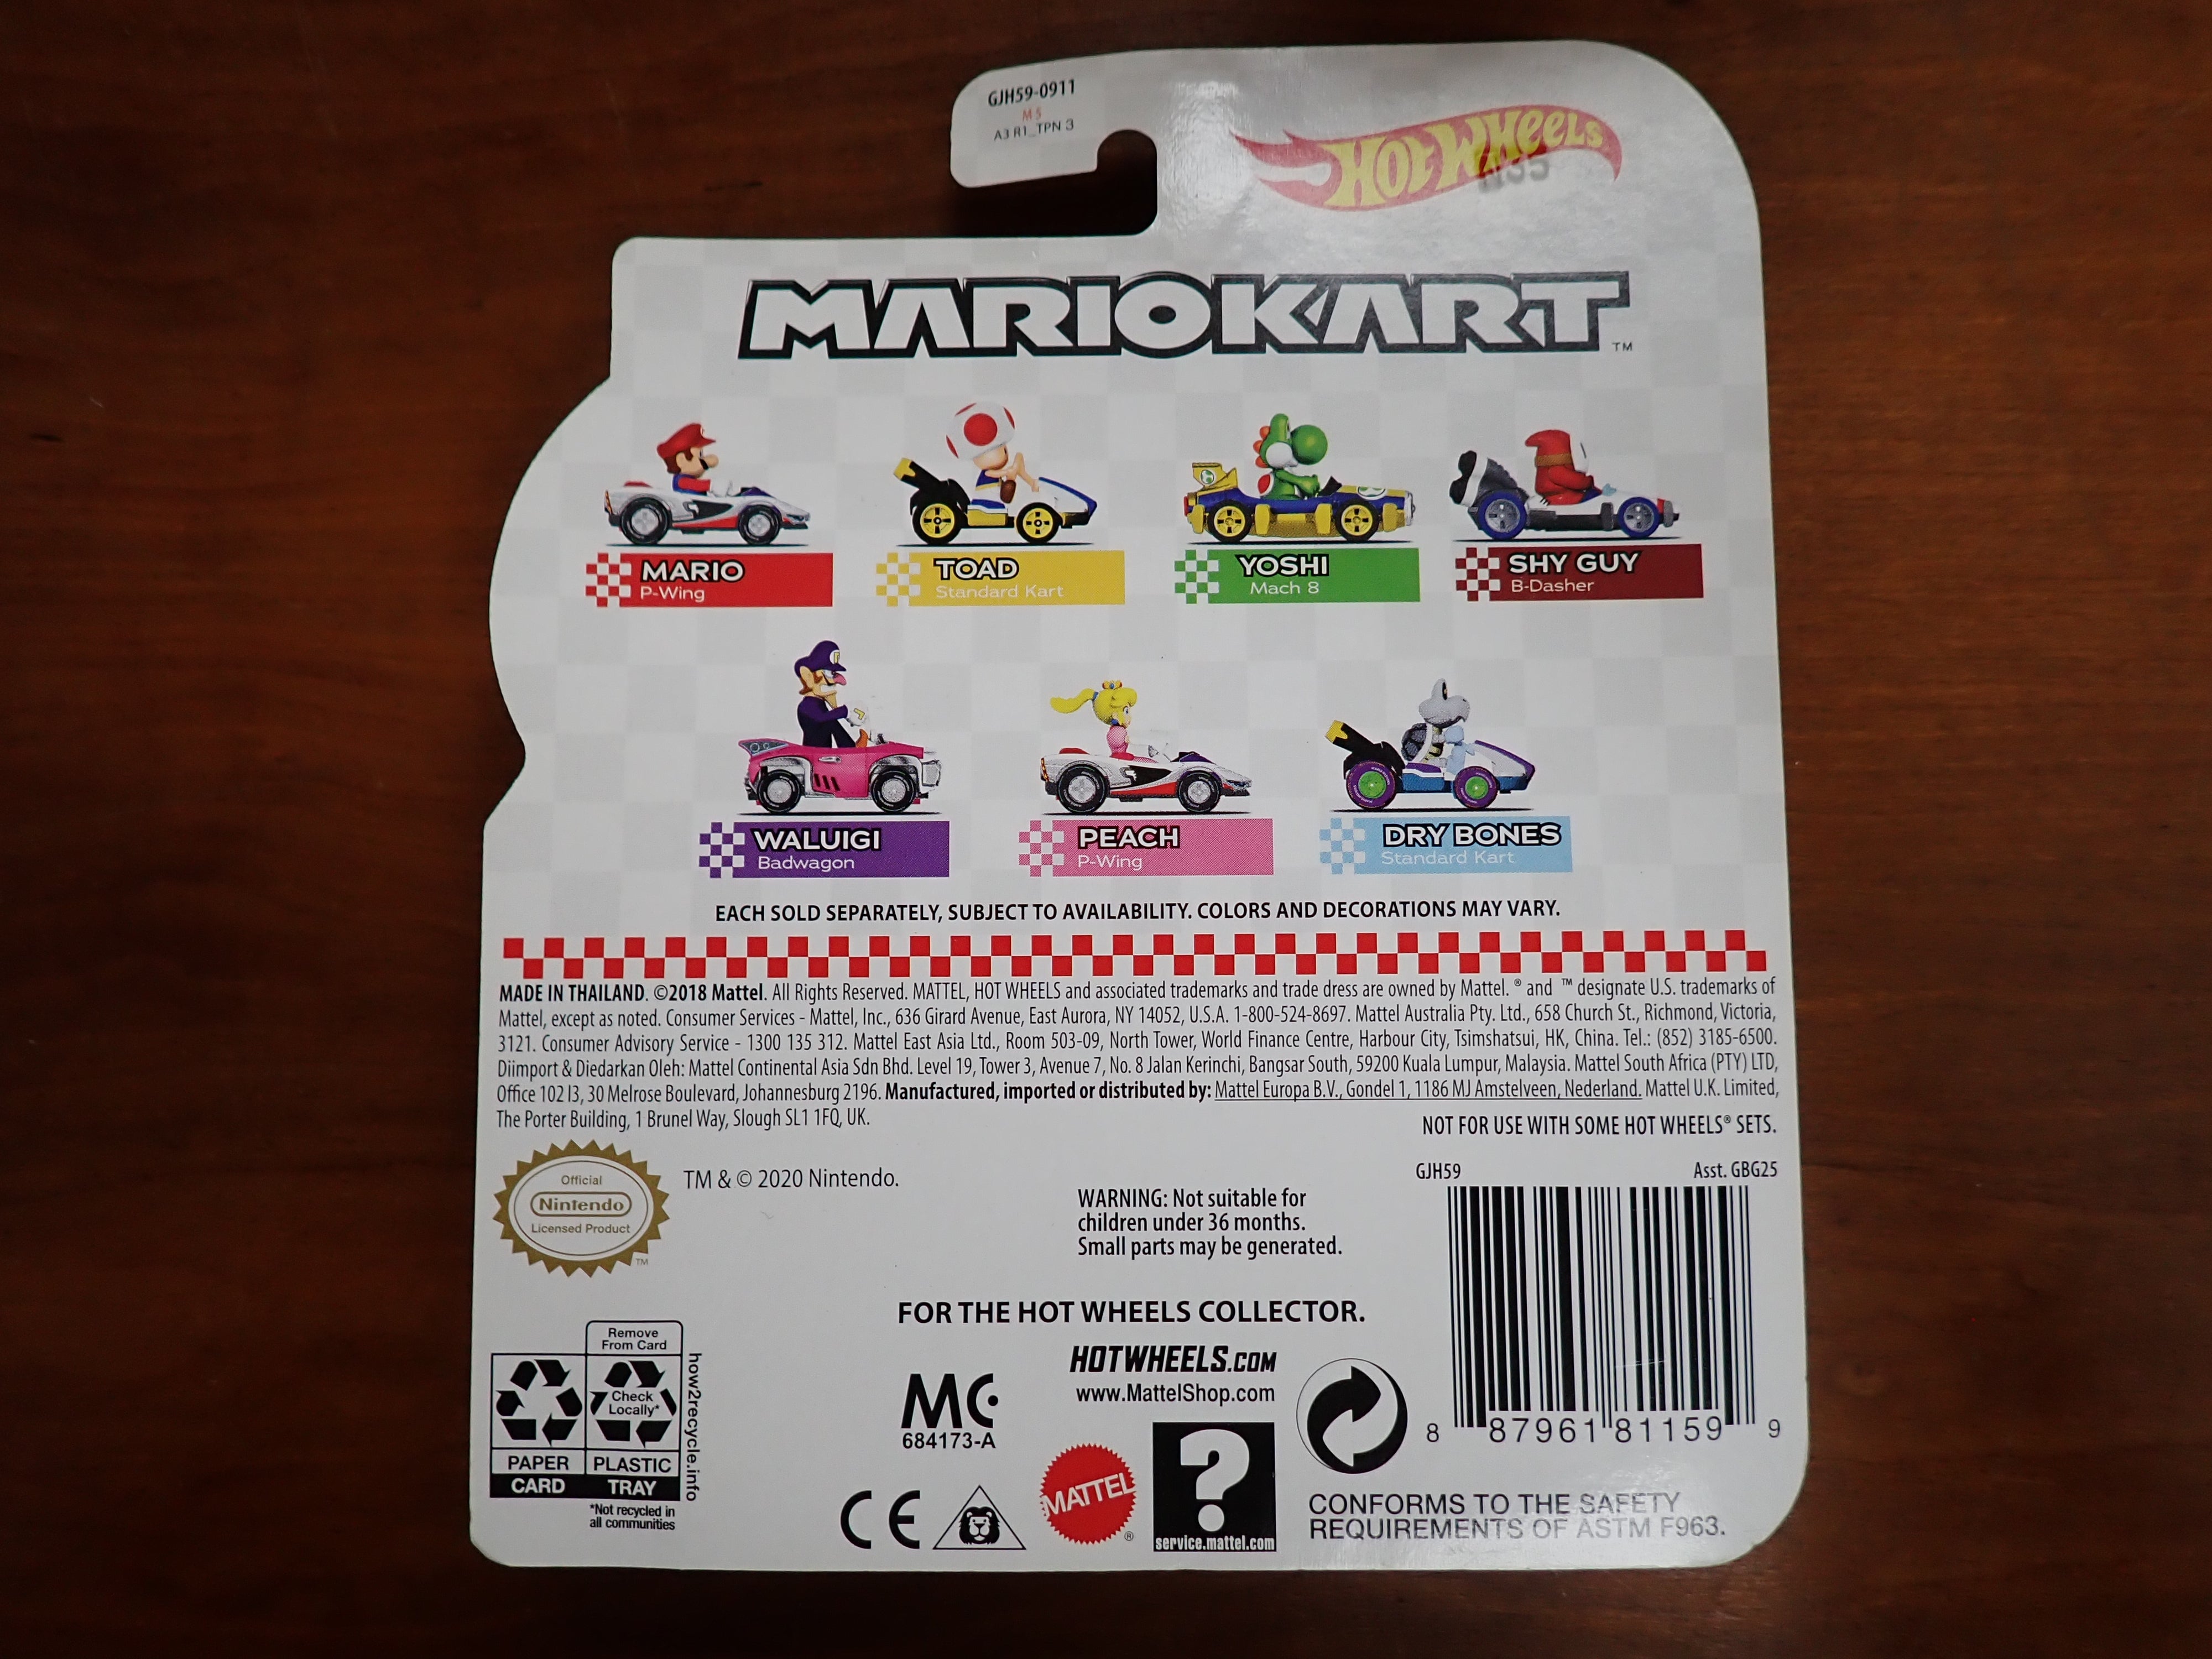 GJH59-0911
M 5
A3 R1_TPN 3
HOT WHEELS
MARIOKART™
MARIO
P-Wing
TOAD
Standard Kart
YOSHI
Mach 8
SHY GUY
B-Dasher
WALUIGI
Badwagon
PEACH
P-Wing
DRY BONES
Standard Kart
EACH SOLD SEPARATELY, SUBJECT TO AVAILABILITY. COLORS AND DECORATIONS MAY VARY.
MADE IN THAILAND. ©2018 Mattel. All Rights Reserved. MATTEL, HOT WHEELS and associated trademarks and trade dress are owned by Mattel. ® and ™ designate U.S. trademarks of
Mattel, except as noted. Consumer Services - Mattel, Inc., 636 Girard Avenue, East Aurora, NY 14052, U.S.A. 1-800-524-8697. Mattel Australia Pty. Ltd., 658 Church St., Richmond, Victoria,
3121. Consumer Advisory Service - 1300 135 312. Mattel East Asia Ltd., Room 503-09, North Tower, World Finance Centre, Harbour City, Tsimshatsui, HK, China. Tel.: (852) 3185-6500.
Diimport & Diedarkan Oleh: Mattel Continental Asia Sdn Bhd. Level 19, Tower 3, Avenue 7, No. 8 Jalan Kerinchi, Bangsar South, 59200 Kuala Lumpur, Malaysia. Mattel South Africa (PTY) LTD,
Office 102 I3, 30 Melrose Boulevard, Johannesburg 2196. Manufactured, imported or distributed by: Mattel Europa B.V., Gondel 1, 1186 MJ Amstelveen, Nederland. Mattel U.K. Limited,
The Porter Building, 1 Brunel Way, Slough SL1 1FQ, UK.
NOT FOR USE WITH SOME HOT WHEELS® SETS.
Official
Nintendo
Licensed Product
™
TM & © 2020 Nintendo.
WARNING: Not suitable for
children under 36 months.
Small parts may be generated.
GJH59
Asst. GBG25
8 87961 81159 9
FOR THE HOT WHEELS COLLECTOR.
HOTWHEELS.COM
www.MattelShop.com
MC
684173-A
Remove
From Card
Check
Locally*
PAPER
PLASTIC
CARD
TRAY
*Not recycled in
all communities
how2recycle.info
CE
MATTEL
®
?
service.mattel.com
CONFORMS TO THE SAFETY
REQUIREMENTS OF ASTM F963.